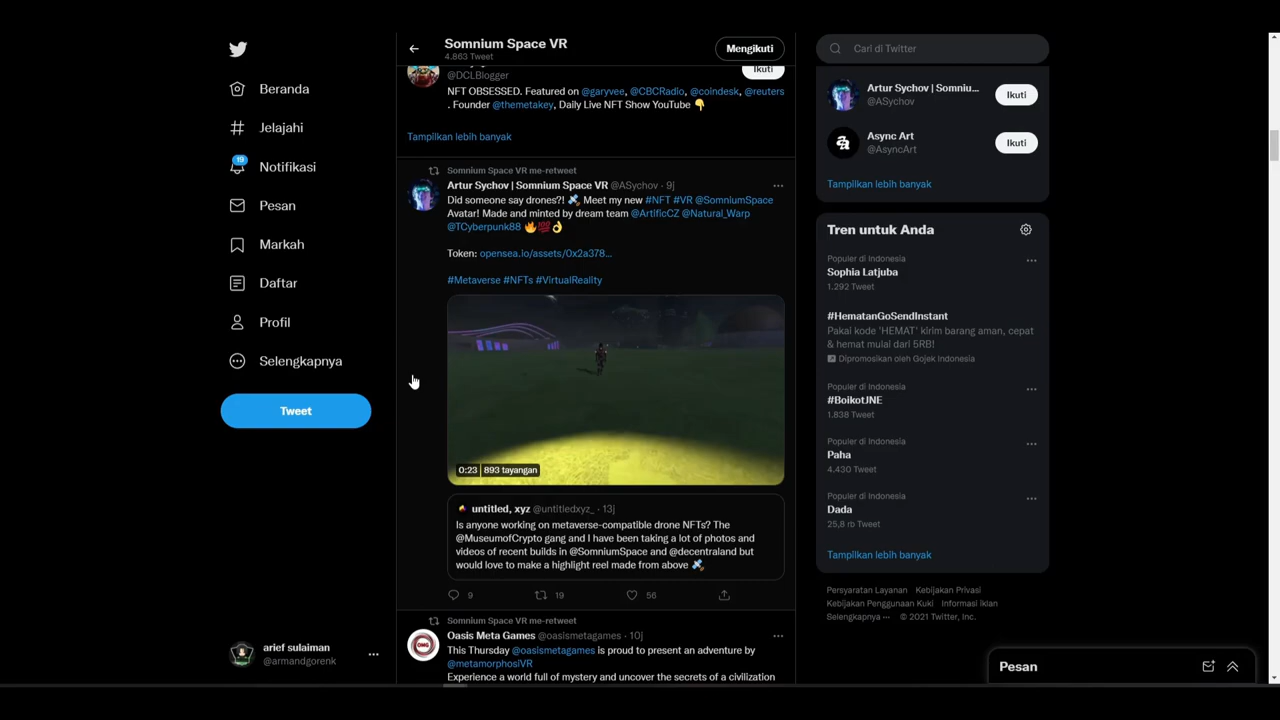 Beranda
Jelajahi
19
Notifikasi
Pesan
Markah
Daftar
Profil
Selengkapnya
Tweet
arief sulaiman
@armandgorenk
Somnium Space VR
4.863 Tweet
Mengikuti
@DCLBlogger
Ikuti
NFT OBSESSED. Featured on @garyvee, @CBCRadio, @coindesk, @reuters
. Founder @themetakey, Daily Live NFT Show YouTube 👇
Tampilkan lebih banyak
Somnium Space VR me-retweet
Artur Sychov | Somnium Space VR @ASychov · 9j
Did someone say drones?! 🛰️ Meet my new #NFT #VR @SomniumSpace
Avatar! Made and minted by dream team @ArtificCZ @Natural_Warp
@TCyberpunk88 🔥💯👌
Token: opensea.io/assets/0x2a378...
#Metaverse #NFTs #VirtualReality
0:23 | 893 tayangan
untitled, xyz @untitledxyz_ · 13j
Is anyone working on metaverse-compatible drone NFTs? The
@MuseumofCrypto gang and I have been taking a lot of photos and
videos of recent builds in @SomniumSpace and @decentraland but
would love to make a highlight reel made from above 🛰️
9 19 56
Somnium Space VR me-retweet
Oasis Meta Games @oasismetagames · 10j
This Thursday @oasismetagames is proud to present an adventure by
@metamorphosiVR
Experience a world full of mystery and uncover the secrets of a civilization
Cari di Twitter
Artur Sychov | Somniu...
@ASychov
Ikuti
Async Art
@AsyncArt
Ikuti
Tampilkan lebih banyak
Tren untuk Anda
Populer di Indonesia
Sophia Latjuba
1.292 Tweet
#HematanGoSendInstant
Pakai kode 'HEMAT' kirim barang aman, cepat
& hemat mulai dari 5RB!
Dipromosikan oleh Gojek Indonesia
Populer di Indonesia
#BoikotJNE
1.838 Tweet
Populer di Indonesia
Paha
4.430 Tweet
Populer di Indonesia
Dada
25,8 rb Tweet
Tampilkan lebih banyak
Persyaratan Layanan Kebijakan Privasi
Kebijakan Penggunaan Kuki Informasi iklan
Selengkapnya ··· © 2021 Twitter, Inc.
Pesan